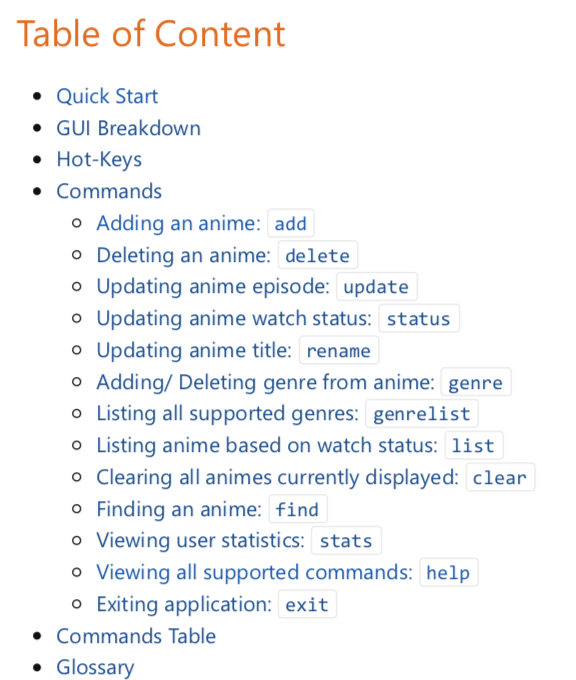 Table of Content
Quick Start
GUI Breakdown
Hot-Keys
Commands
Adding an anime: add
Deleting an anime: delete
Updating anime episode: update
Updating anime watch status: status
Updating anime title: rename
Adding/ Deleting genre from anime: genre
Listing all supported genres: genrelist
Listing anime based on watch status: list
Clearing all animes currently displayed: clear
Finding an anime: find
Viewing user statistics: stats
Viewing all supported commands: help
Exiting application: exit
Commands Table
Glossary